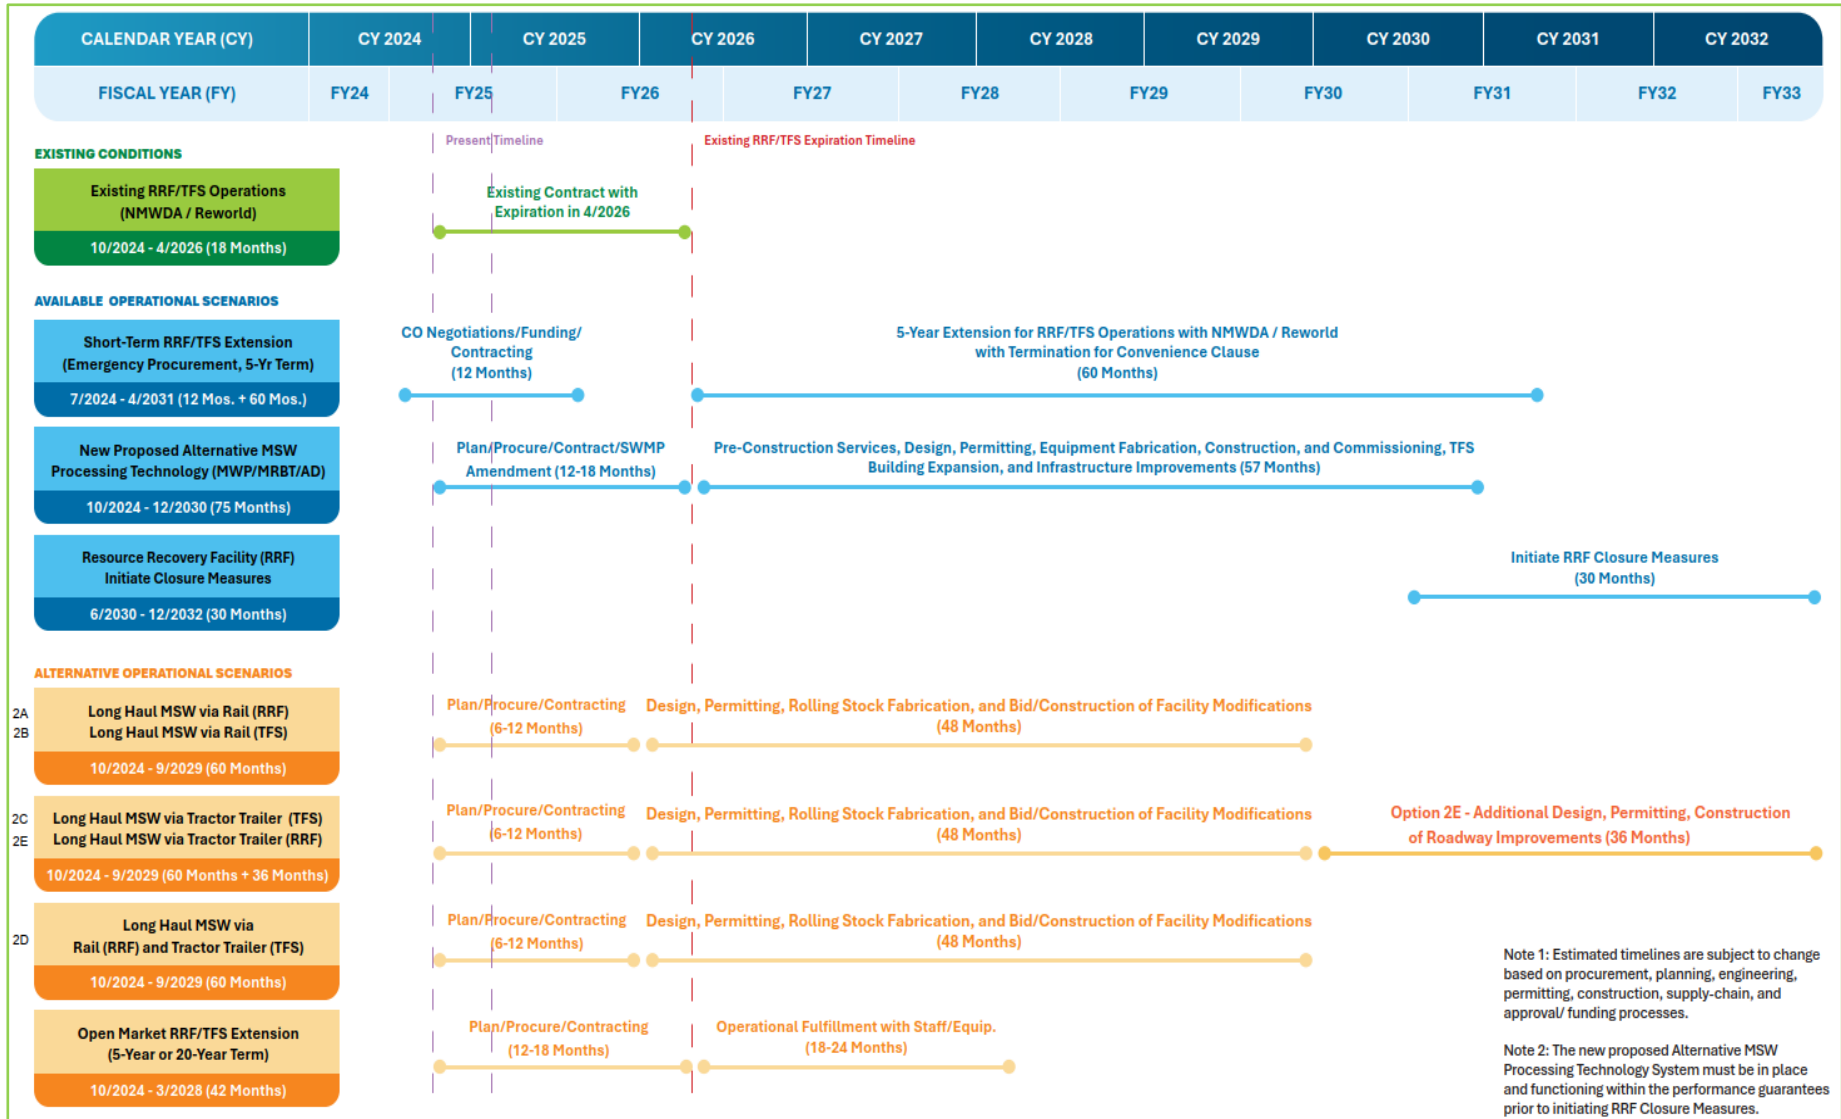 CALENDAR YEAR (CY) CY 2024 CY 2025 CY 2026 CY 2027 CY 2028 CY 2029 CY 2030 CY 2031 CY 2032
FISCAL YEAR (FY) FY24 FY25 FY26 FY27 FY28 FY29 FY30 FY31 FY32 FY33
Present Timeline Existing RRF/TFS Expiration Timeline
EXISTING CONDITIONS
Existing RRF/TFS Operations
(NMWDA / Reworld)
10/2024 - 4/2026 (18 Months)
Existing Contract with
Expiration in 4/2026
AVAILABLE OPERATIONAL SCENARIOS
Short-Term RRF/TFS Extension
(Emergency Procurement, 5-Yr Term)
7/2024 - 4/2031 (12 Mos. + 60 Mos.)
CO Negotiations/Funding/
Contracting
(12 Months)
5-Year Extension for RRF/TFS Operations with NMWDA / Reworld
with Termination for Convenience Clause
(60 Months)
New Proposed Alternative MSW
Processing Technology (MWP/MRBT/AD)
10/2024 - 12/2030 (75 Months)
Plan/Procure/Contract/SWMP
Amendment (12-18 Months)
Pre-Construction Services, Design, Permitting, Equipment Fabrication, Construction, and Commissioning, TFS
Building Expansion, and Infrastructure Improvements (57 Months)
Resource Recovery Facility (RRF)
Initiate Closure Measures
6/2030 - 12/2032 (30 Months)
Initiate RRF Closure Measures
(30 Months)
ALTERNATIVE OPERATIONAL SCENARIOS
2A Long Haul MSW via Rail (RRF)
2B Long Haul MSW via Rail (TFS)
10/2024 - 9/2029 (60 Months)
Plan/Procure/Contracting
(6-12 Months)
Design, Permitting, Rolling Stock Fabrication, and Bid/Construction of Facility Modifications
(48 Months)
2C Long Haul MSW via Tractor Trailer (TFS)
2E Long Haul MSW via Tractor Trailer (RRF)
10/2024 - 9/2029 (60 Months + 36 Months)
Plan/Procure/Contracting
(6-12 Months)
Design, Permitting, Rolling Stock Fabrication, and Bid/Construction of Facility Modifications
(48 Months)
Option 2E - Additional Design, Permitting, Construction
of Roadway Improvements (36 Months)
2D Long Haul MSW via
Rail (RRF) and Tractor Trailer (TFS)
10/2024 - 9/2029 (60 Months)
Plan/Procure/Contracting
(6-12 Months)
Design, Permitting, Rolling Stock Fabrication, and Bid/Construction of Facility Modifications
(48 Months)
Open Market RRF/TFS Extension
(5-Year or 20-Year Term)
10/2024 - 3/2028 (42 Months)
Plan/Procure/Contracting
(12-18 Months)
Operational Fulfillment with Staff/Equip.
(18-24 Months)
Note 1: Estimated timelines are subject to change
based on procurement, planning, engineering,
permitting, construction, supply-chain, and
approval/ funding processes.
Note 2: The new proposed Alternative MSW
Processing Technology System must be in place
and functioning within the performance guarantees
prior to initiating RRF Closure Measures.